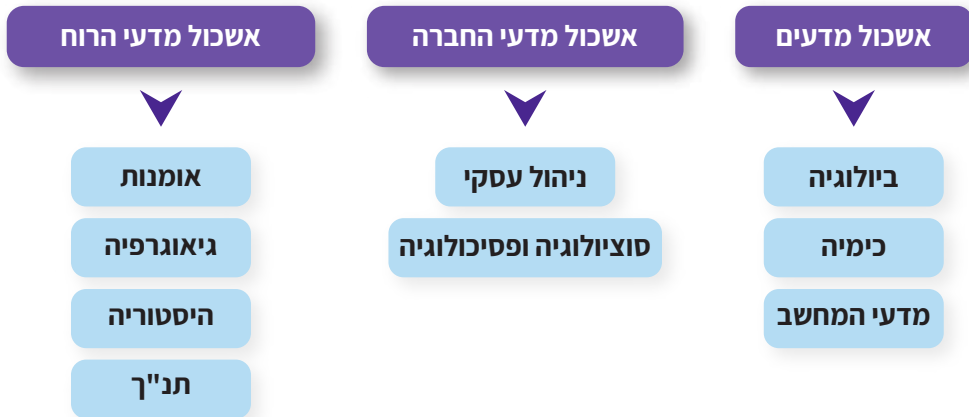 אשכול מדעים
ביולוגיה
כימיה
מדעי המחשב
אשכול מדעי החברה
ניהול עסקי
סוציולוגיה ופסיכולוגיה
אשכול מדעי הרוח
אומנות
גיאוגרפיה
היסטוריה
תנ"ך